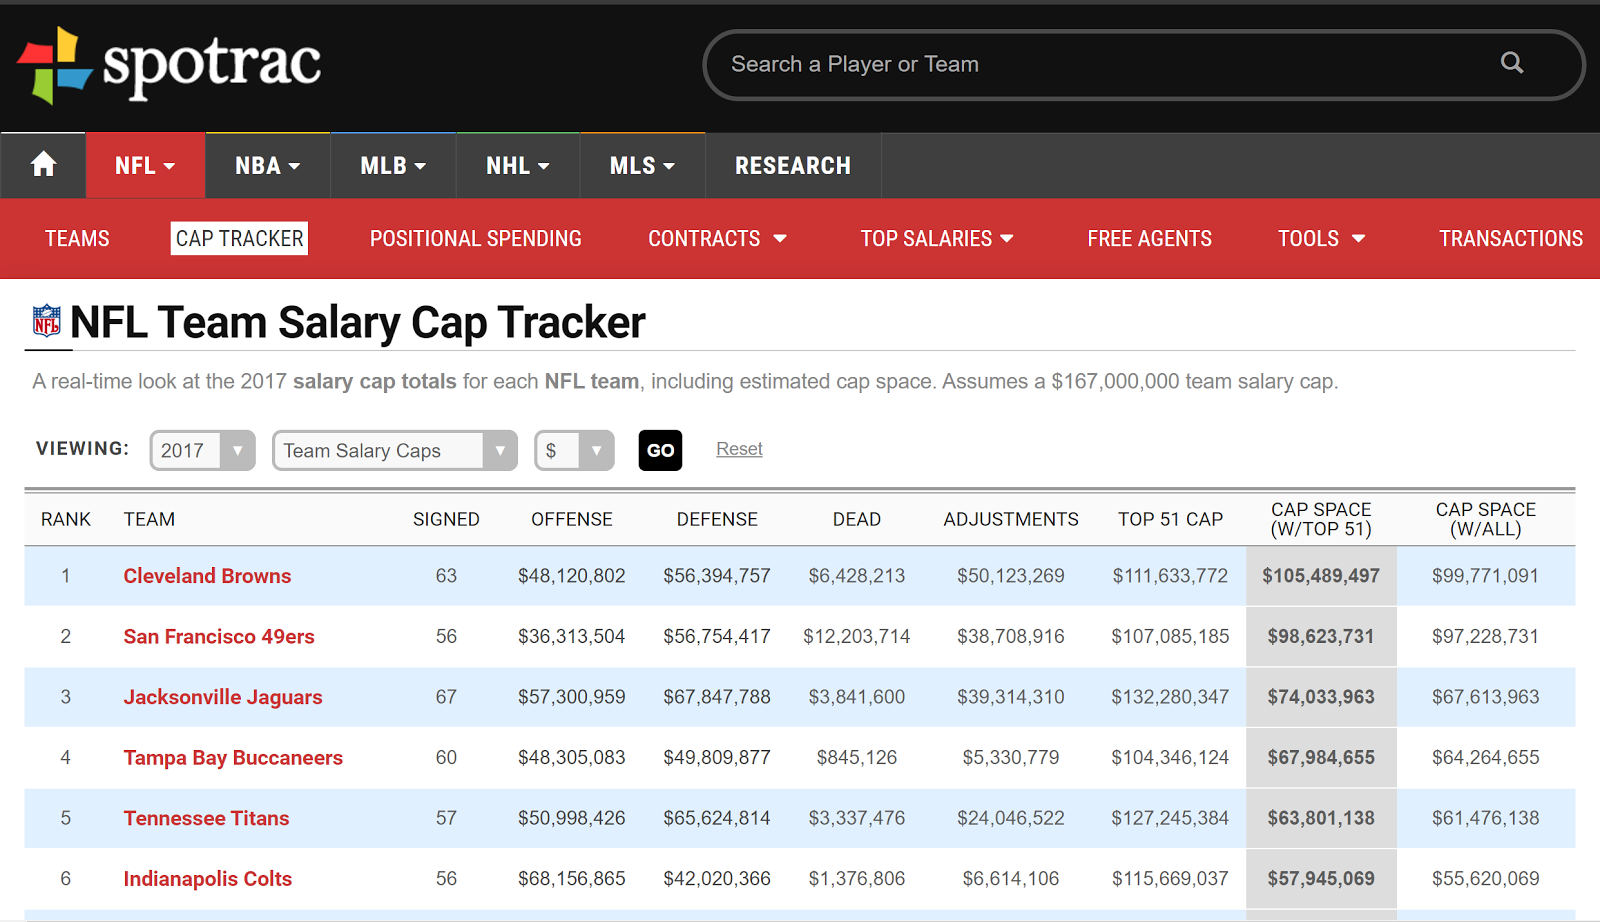 spotrac
Search a Player or Team
NFL NBA MLB NHL MLS RESEARCH
TEAMS CAP TRACKER POSITIONAL SPENDING CONTRACTS TOP SALARIES FREE AGENTS TOOLS TRANSACTIONS
NFL NFL Team Salary Cap Tracker
A real-time look at the 2017 salary cap totals for each NFL team, including estimated cap space. Assumes a $167,000,000 team salary cap.
VIEWING: 2017 Team Salary Caps $ GO Reset
RANK TEAM SIGNED OFFENSE DEFENSE DEAD ADJUSTMENTS TOP 51 CAP CAP SPACE (W/TOP 51) CAP SPACE (W/ALL)
1 Cleveland Browns 63 $48,120,802 $56,394,757 $6,428,213 $50,123,269 $111,633,772 $105,489,497 $99,771,091
2 San Francisco 49ers 56 $36,313,504 $56,754,417 $12,203,714 $38,708,916 $107,085,185 $98,623,731 $97,228,731
3 Jacksonville Jaguars 67 $57,300,959 $67,847,788 $3,841,600 $39,314,310 $132,280,347 $74,033,963 $67,613,963
4 Tampa Bay Buccaneers 60 $48,305,083 $49,809,877 $845,126 $5,330,779 $104,346,124 $67,984,655 $64,264,655
5 Tennessee Titans 57 $50,998,426 $65,624,814 $3,337,476 $24,046,522 $127,245,384 $63,801,138 $61,476,138
6 Indianapolis Colts 56 $68,156,865 $42,020,366 $1,376,806 $6,614,106 $115,669,037 $57,945,069 $55,620,069